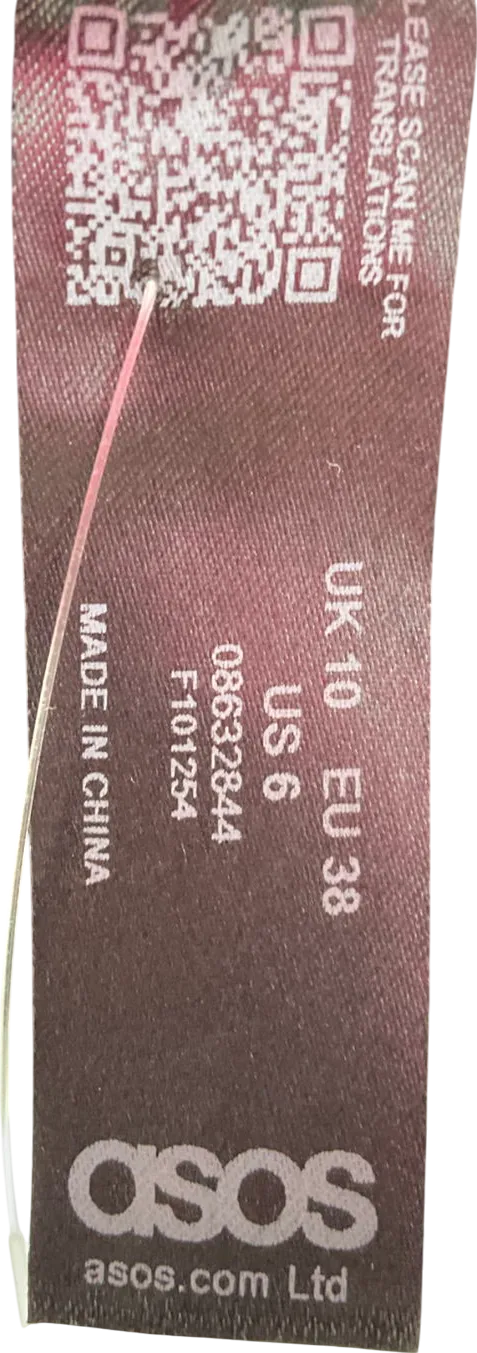 LEASE SCAN ME FOR
TRANSLATIONS
UK 10 EU 38
US 6
08632844
F101254
MADE IN CHINA
asos
asos.com Ltd